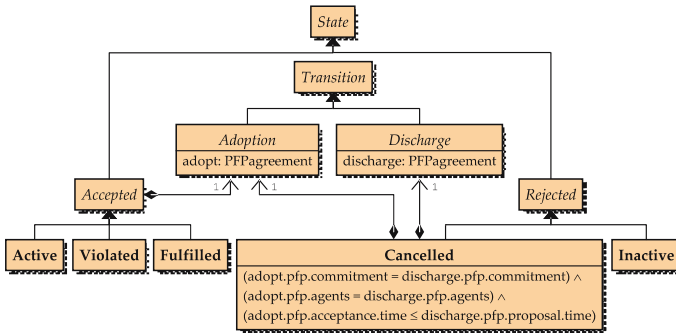 State
Transition
Adoption
adopt: PFPagreement
Discharge
discharge: PFPagreement
1
1
1
Accepted
Rejected
Active
Violated
Fulfilled
Cancelled
(adopt.pfp.commitment = discharge.pfp.commitment) ∧
(adopt.pfp.agents = discharge.pfp.agents) ∧
(adopt.pfp.acceptance.time ≤ discharge.pfp.proposal.time)
Inactive